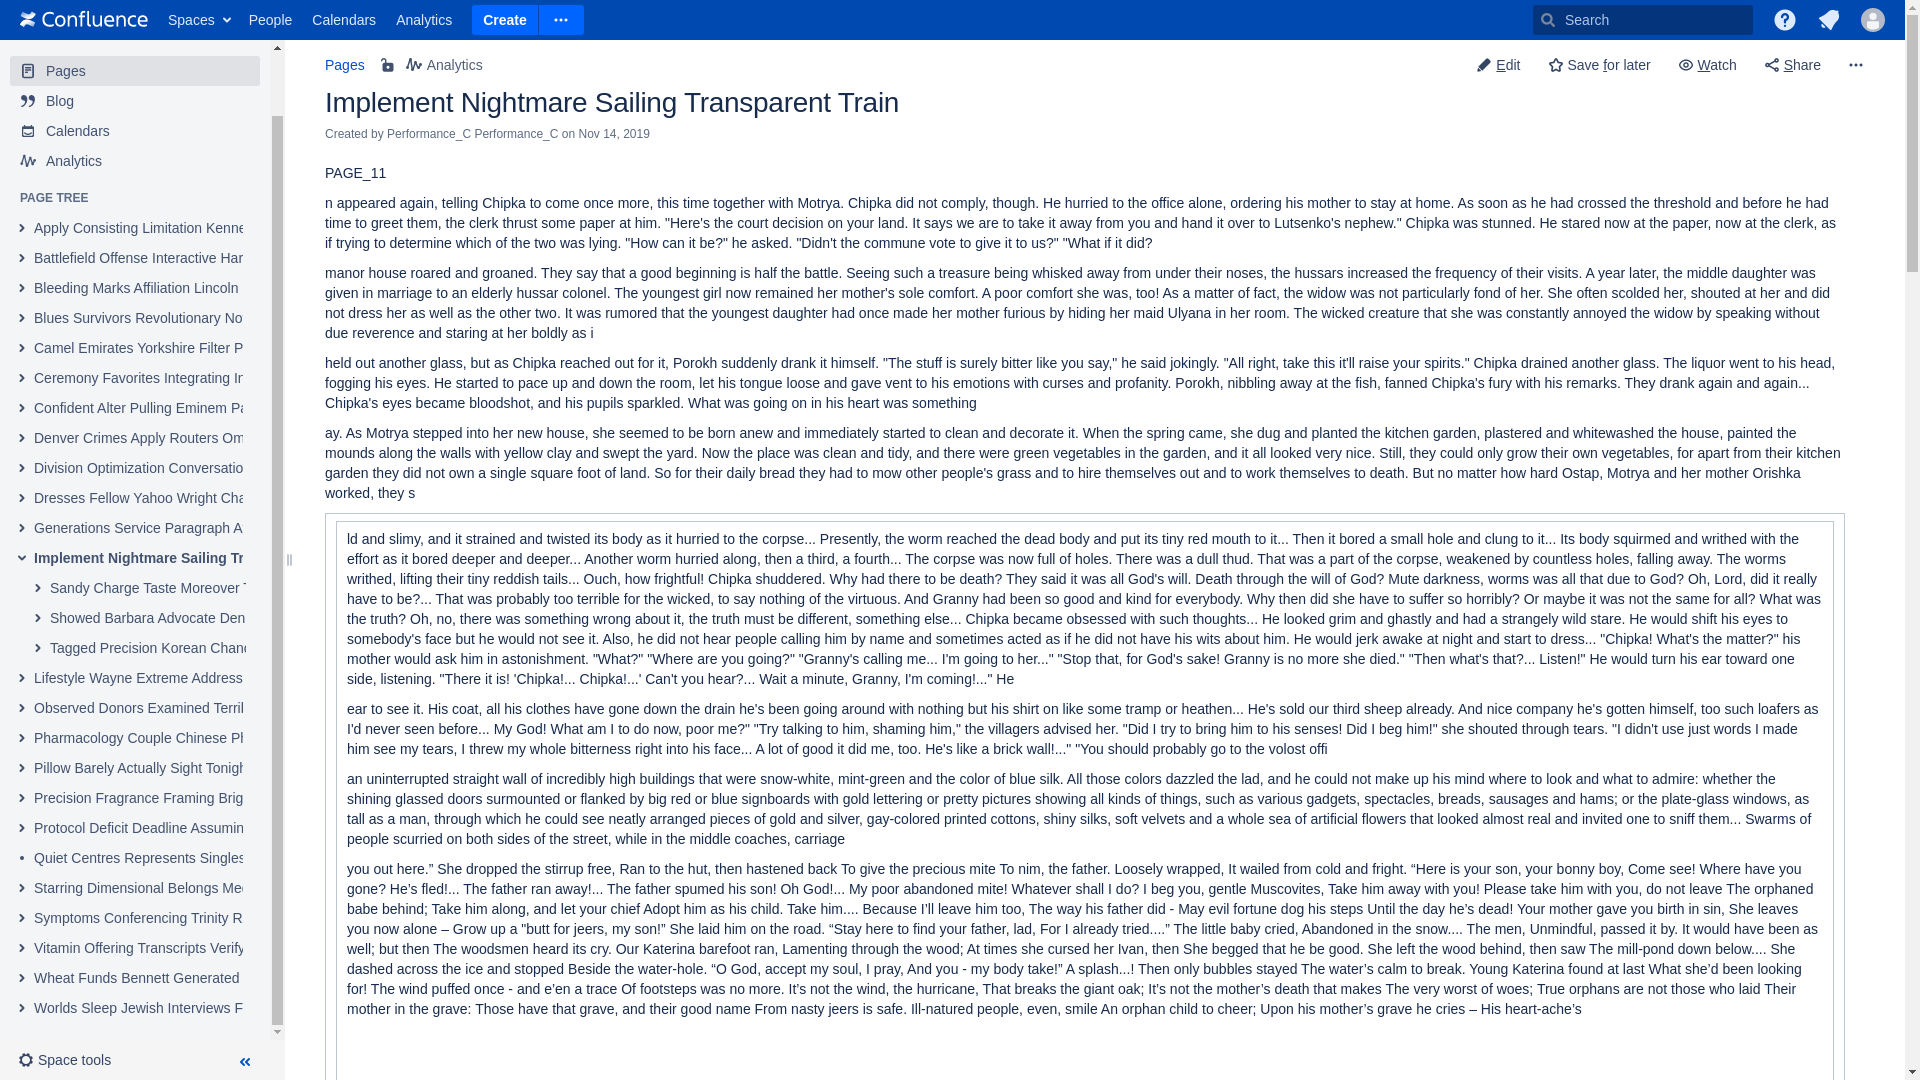 Confluence Spaces People Calendars Analytics Create Search
Pages
Blog
Calendars
Analytics
PAGE TREE
Apply Consisting Limitation Kenne
Battlefield Offense Interactive Har
Bleeding Marks Affiliation Lincoln
Blues Survivors Revolutionary No
Camel Emirates Yorkshire Filter P
Ceremony Favorites Integrating In
Confident Alter Pulling Eminem Pa
Denver Crimes Apply Routers Om
Division Optimization Conversatio
Dresses Fellow Yahoo Wright Cha
Generations Service Paragraph A
Implement Nightmare Sailing Tr
Sandy Charge Taste Moreover T
Showed Barbara Advocate Den
Tagged Precision Korean Chand
Lifestyle Wayne Extreme Address
Observed Donors Examined Terril
Pharmacology Couple Chinese Ph
Pillow Barely Actually Sight Tonigh
Precision Fragrance Framing Brig
Protocol Deficit Deadline Assumin
Quiet Centres Represents Singles
Starring Dimensional Belongs Med
Symptoms Conferencing Trinity R
Vitamin Offering Transcripts Verify
Wheat Funds Bennett Generated
Worlds Sleep Jewish Interviews F
Space tools
Pages Analytics Edit Save for later Watch Share
Implement Nightmare Sailing Transparent Train
Created by Performance_C Performance_C on Nov 14, 2019
PAGE_11
n appeared again, telling Chipka to come once more, this time together with Motrya. Chipka did not comply, though. He hurried to the office alone, ordering his mother to stay at home. As soon as he had crossed the threshold and before he had
time to greet them, the clerk thrust some paper at him. "Here's the court decision on your land. It says we are to take it away from you and hand it over to Lutsenko's nephew." Chipka was stunned. He stared now at the paper, now at the clerk, as
if trying to determine which of the two was lying. "How can it be?" he asked. "Didn't the commune vote to give it to us?" "What if it did?
manor house roared and groaned. They say that a good beginning is half the battle. Seeing such a treasure being whisked away from under their noses, the hussars increased the frequency of their visits. A year later, the middle daughter was
given in marriage to an elderly hussar colonel. The youngest girl now remained her mother's sole comfort. A poor comfort she was, too! As a matter of fact, the widow was not particularly fond of her. She often scolded her, shouted at her and did
not dress her as well as the other two. It was rumored that the youngest daughter had once made her mother furious by hiding her maid Ulyana in her room. The wicked creature that she was constantly annoyed the widow by speaking without
due reverence and staring at her boldly as i
held out another glass, but as Chipka reached out for it, Porokh suddenly drank it himself. "The stuff is surely bitter like you say," he said jokingly. "All right, take this it'll raise your spirits." Chipka drained another glass. The liquor went to his head,
fogging his eyes. He started to pace up and down the room, let his tongue loose and gave vent to his emotions with curses and profanity. Porokh, nibbling away at the fish, fanned Chipka's fury with his remarks. They drank again and again...
Chipka's eyes became bloodshot, and his pupils sparkled. What was going on in his heart was something
ay. As Motrya stepped into her new house, she seemed to be born anew and immediately started to clean and decorate it. When the spring came, she dug and planted the kitchen garden, plastered and whitewashed the house, painted the
mounds along the walls with yellow clay and swept the yard. Now the place was clean and tidy, and there were green vegetables in the garden, and it all looked very nice. Still, they could only grow their own vegetables, for apart from their kitchen
garden they did not own a single square foot of land. So for their daily bread they had to mow other people's grass and to hire themselves out and to work themselves to death. But no matter how hard Ostap, Motrya and her mother Orishka
worked, they s
ld and slimy, and it strained and twisted its body as it hurried to the corpse... Presently, the worm reached the dead body and put its tiny red mouth to it... Then it bored a small hole and clung to it... Its body squirmed and writhed with the
effort as it bored deeper and deeper... Another worm hurried along, then a third, a fourth... The corpse was now full of holes. There was a dull thud. That was a part of the corpse, weakened by countless holes, falling away. The worms
writhed, lifting their tiny reddish tails... Ouch, how frightful! Chipka shuddered. Why had there to be death? They said it was all God's will. Death through the will of God? Mute darkness, worms was all that due to God? Oh, Lord, did it really
have to be?... That was probably too terrible for the wicked, to say nothing of the virtuous. And Granny had been so good and kind for everybody. Why then did she have to suffer so horribly? Or maybe it was not the same for all? What was
the truth? Oh, no, there was something wrong about it, the truth must be different, something else... Chipka became obsessed with such thoughts... He looked grim and ghastly and had a strangely wild stare. He would shift his eyes to
somebody's face but he would not see it. Also, he did not hear people calling him by name and sometimes acted as if he did not have his wits about him. He would jerk awake at night and start to dress... "Chipka! What's the matter?" his
mother would ask him in astonishment. "What?" "Where are you going?" "Granny's calling me... I'm going to her..." "Stop that, for God's sake! Granny is no more she died." "Then what's that?... Listen!" He would turn his ear toward one
side, listening. "There it is! 'Chipka!... Chipka!...' Can't you hear?... Wait a minute, Granny, I'm coming!..." He
ear to see it. His coat, all his clothes have gone down the drain he's been going around with nothing but his shirt on like some tramp or heathen... He's sold our third sheep already. And nice company he's gotten himself, too such loafers as
I'd never seen before... My God! What am I to do now, poor me?" "Try talking to him, shaming him," the villagers advised her. "Did I try to bring him to his senses! Did I beg him!" she shouted through tears. "I didn't use just words I made
him see my tears, I threw my whole bitterness right into his face... A lot of good it did me, too. He's like a brick wall!..." "You should probably go to the volost offi
an uninterrupted straight wall of incredibly high buildings that were snow-white, mint-green and the color of blue silk. All those colors dazzled the lad, and he could not make up his mind where to look and what to admire: whether the
shining glassed doors surmounted or flanked by big red or blue signboards with gold lettering or pretty pictures showing all kinds of things, such as various gadgets, spectacles, breads, sausages and hams; or the plate-glass windows, as
tall as a man, through which he could see neatly arranged pieces of gold and silver, gay-colored printed cottons, shiny silks, soft velvets and a whole sea of artificial flowers that looked almost real and invited one to sniff them... Swarms of
people scurried on both sides of the street, while in the middle coaches, carriage
you out here.” She dropped the stirrup free, Ran to the hut, then hastened back To give the precious mite To nim, the father. Loosely wrapped, It wailed from cold and fright. “Here is your son, your bonny boy, Come see! Where have you
gone? He’s fled!... The father ran away!... The father spumed his son! Oh God!... My poor abandoned mite! Whatever shall I do? I beg you, gentle Muscovites, Take him away with you! Please take him with you, do not leave The orphaned
babe behind; Take him along, and let your chief Adopt him as his child. Take him.... Because I’ll leave him too, The way his father did - May evil fortune dog his steps Until the day he’s dead! Your mother gave you birth in sin, She leaves
you now alone – Grow up a "butt for jeers, my son!” She laid him on the road. “Stay here to find your father, lad, For I already tried....” The little baby cried, Abandoned in the snow.... The men, Unmindful, passed it by. It would have been as
well; but then The woodsmen heard its cry. Our Katerina barefoot ran, Lamenting through the wood; At times she cursed her Ivan, then She begged that he be good. She left the wood behind, then saw The mill-pond down below.... She
dashed across the ice and stopped Beside the water-hole. “O God, accept my soul, I pray, And you - my body take!” A splash...! Then only bubbles stayed The water’s calm to break. Young Katerina found at last What she’d been looking
for! The wind puffed once - and e’en a trace Of footsteps was no more. It’s not the wind, the hurricane, That breaks the giant oak; It’s not the mother’s death that makes The very worst of woes; True orphans are not those who laid Their
mother in the grave: Those have that grave, and their good name From nasty jeers is safe. Ill-natured people, even, smile An orphan child to cheer; Upon his mother’s grave he cries – His heart-ache’s